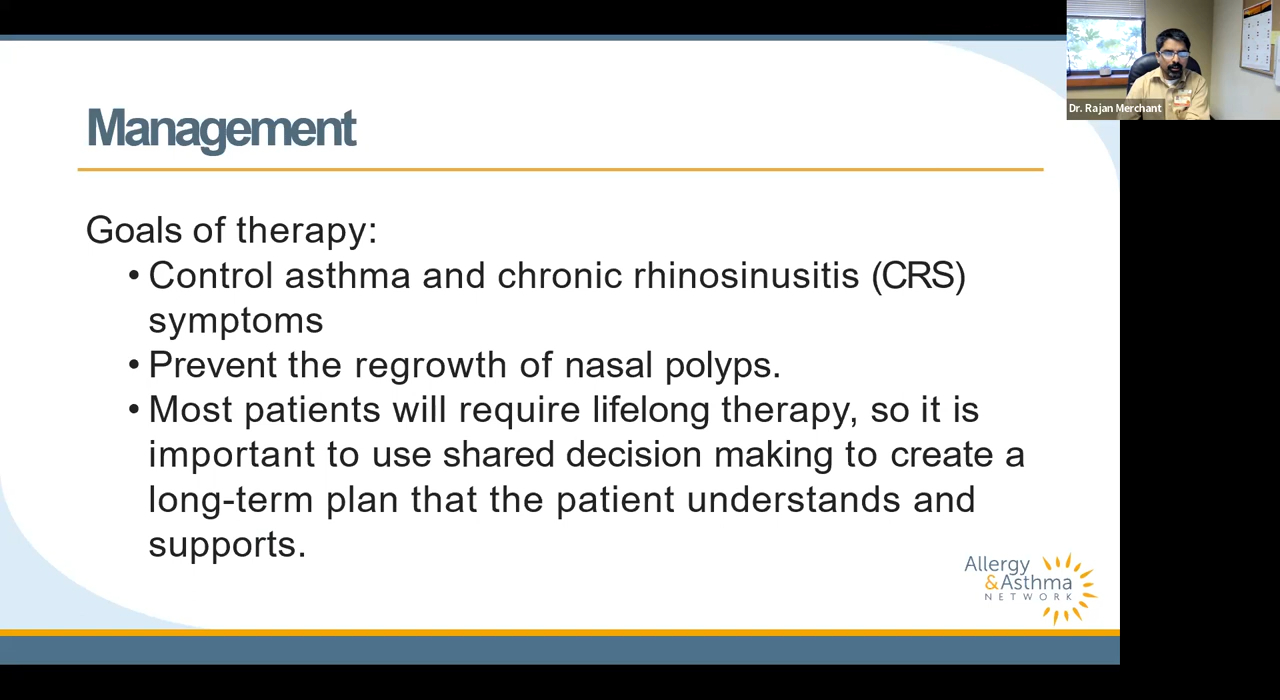 Dr. Rajan Merchant
Management
Goals of therapy:
• Control asthma and chronic rhinosinusitis (CRS)
symptoms
• Prevent the regrowth of nasal polyps.
• Most patients will require lifelong therapy, so it is
important to use shared decision making to create a
long-term plan that the patient understands and
supports.
Allergy
&Asthma
NETWORK